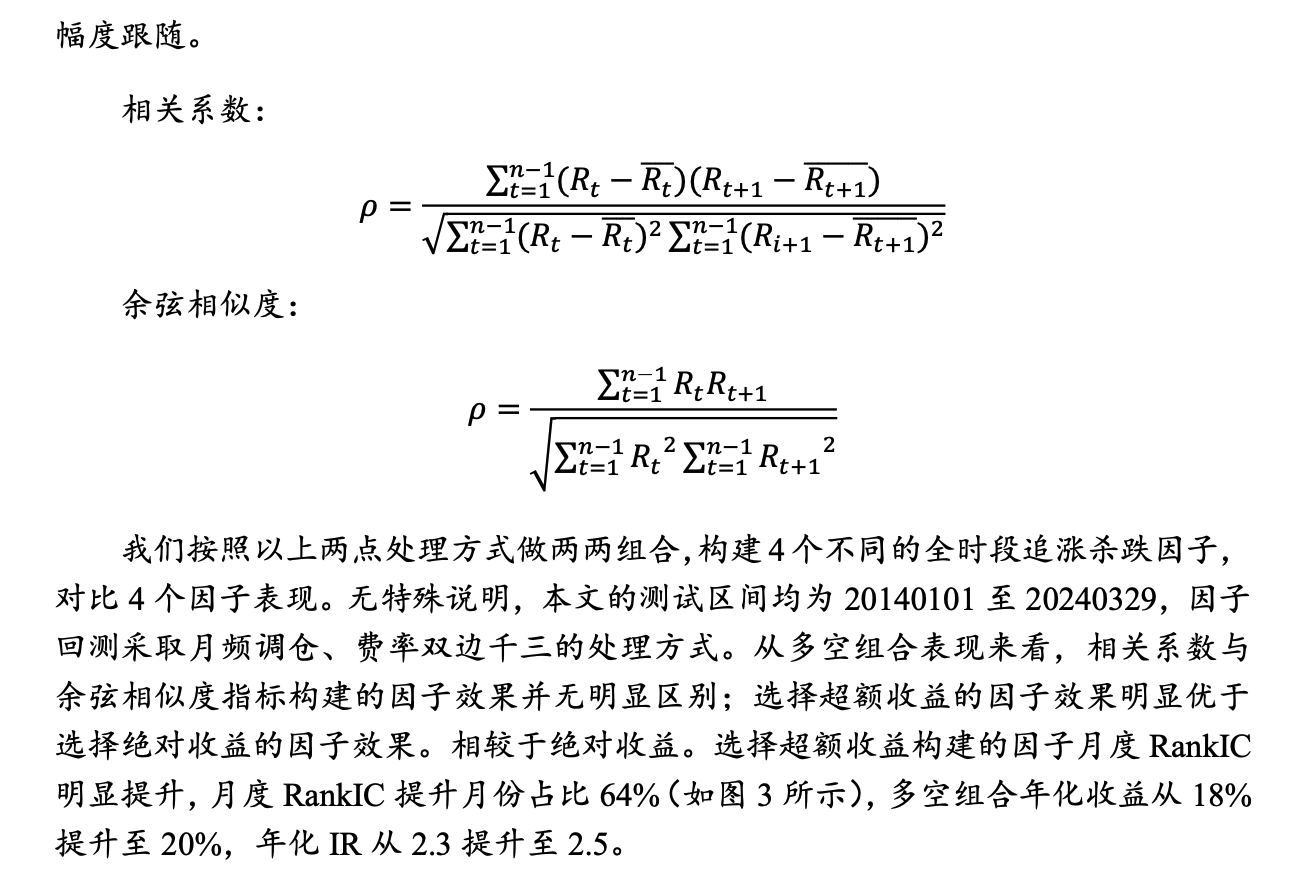 幅度跟随。
相关系数：
ρ = \frac{\sum_{t=1}^{n-1}(R_t - \overline{R_t})(R_{t+1} - \overline{R_{t+1}})}{\sqrt{\sum_{t=1}^{n-1}(R_t - \overline{R_t})^2 \sum_{t=1}^{n-1}(R_{i+1} - \overline{R_{t+1}})^2}}
余弦相似度：
ρ = \frac{\sum_{t=1}^{n-1} R_t R_{t+1}}{\sqrt{\sum_{t=1}^{n-1} {R_t}^2 \sum_{t=1}^{n-1} {R_{t+1}}^2}}
我们按照以上两点处理方式做两两组合，构建 4 个不同的全时段追涨杀跌因子，
对比 4 个因子表现。无特殊说明，本文的测试区间均为 20140101 至 20240329，因子
回测采取月频调仓、费率双边千三的处理方式。从多空组合表现来看，相关系数与
余弦相似度指标构建的因子效果并无明显区别；选择超额收益的因子效果明显优于
选择绝对收益的因子效果。相较于绝对收益。选择超额收益构建的因子月度 RankIC
明显提升，月度 RankIC 提升月份占比 64%（如图 3 所示），多空组合年化收益从 18%
提升至 20%，年化 IR 从 2.3 提升至 2.5。